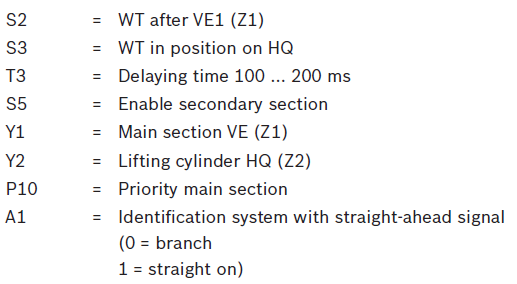 S2 = WT after VE1 (Z1)
S3 = WT in position on HQ
T3 = Delaying time 100 ... 200 ms
S5 = Enable secondary section
Y1 = Main section VE (Z1)
Y2 = Lifting cylinder HQ (Z2)
P10 = Priority main section
A1 = Identification system with straight-ahead signal
(0 = branch
1 = straight on)